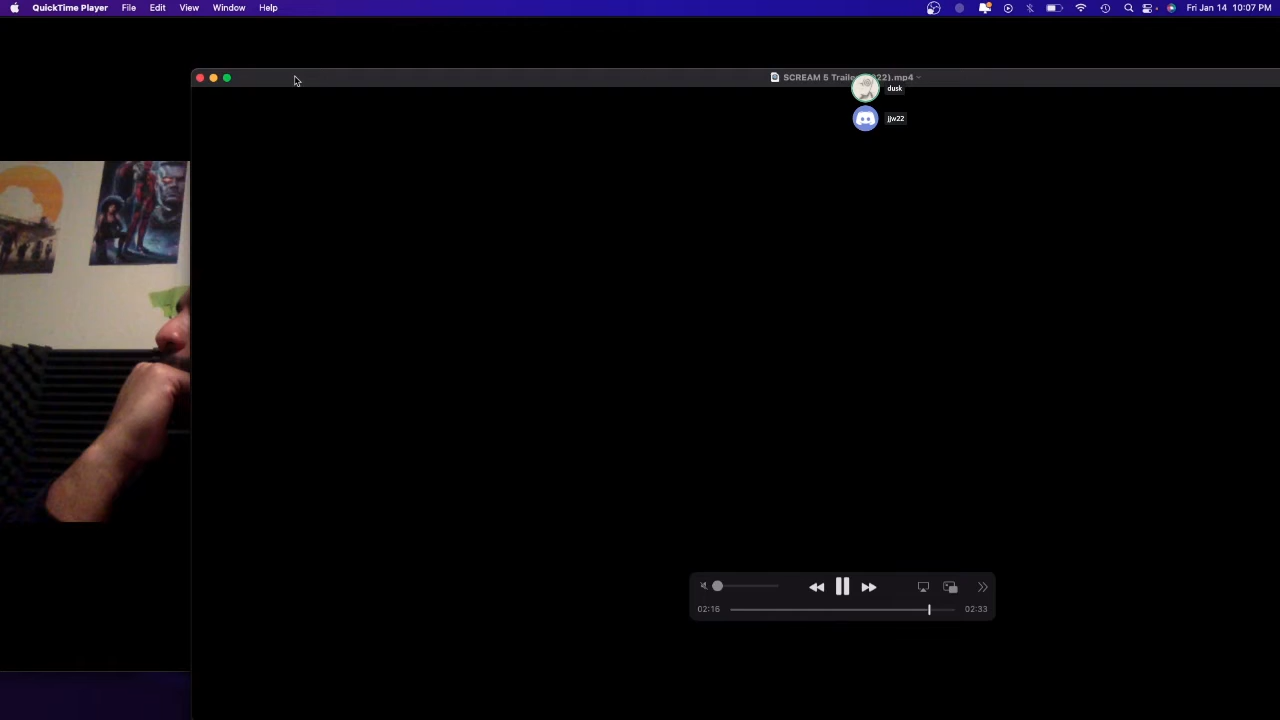 QuickTime Player File Edit View Window Help Fri Jan 14 10:07 PM
SCREAM 5 Traile 22).mp4
dusk
jjw22
02:16 02:33